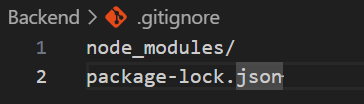 Backend > .gitignore
1 node_modules/
2 package-lock.json